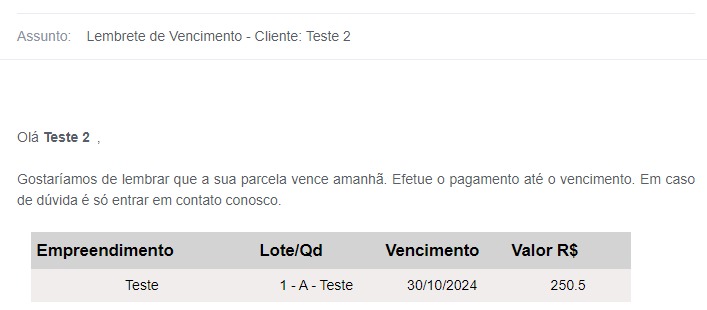 Assunto: Lembrete de Vencimento - Cliente: Teste 2
Olá Teste 2 ,
Gostaríamos de lembrar que a sua parcela vence amanhã. Efetue o pagamento até o vencimento. Em caso
de dúvida é só entrar em contato conosco.
Empreendimento Lote/Qd Vencimento Valor R$
Teste 1 - A - Teste 30/10/2024 250.5